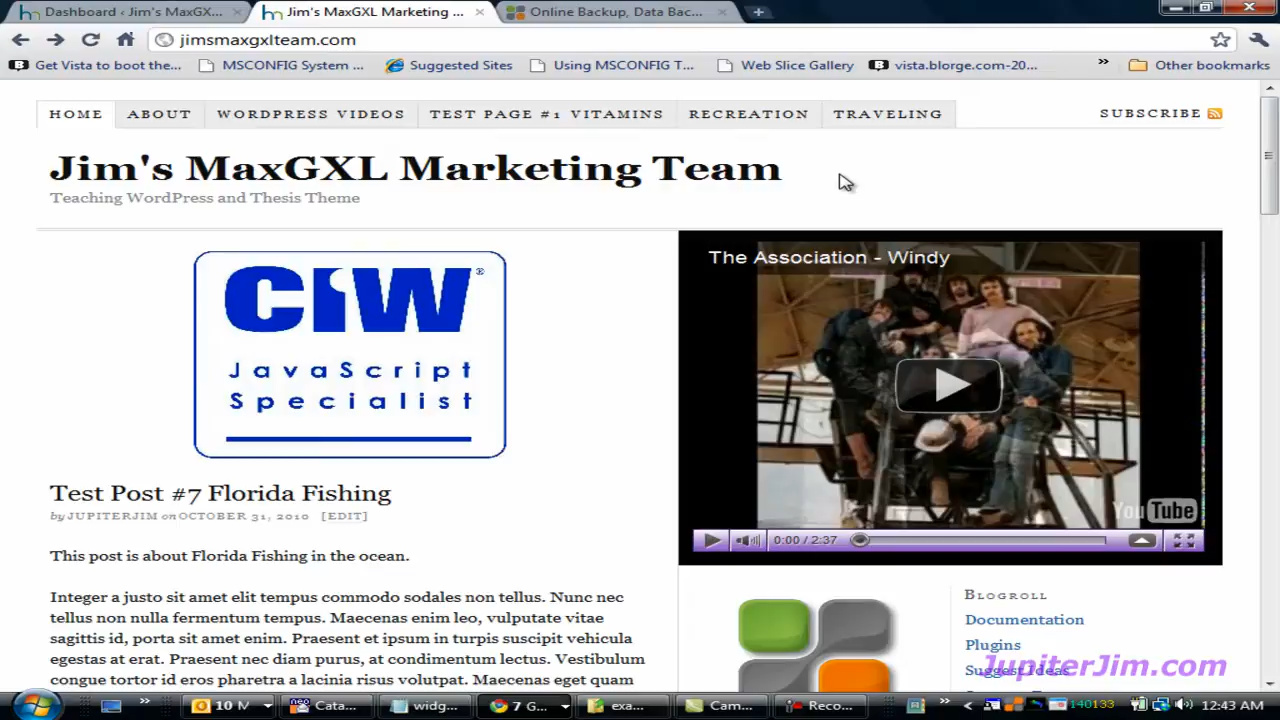 Dashboard ‹ Jim's MaxGX...
Jim's MaxGXL Marketing ...
Online Backup, Data Bac...
jimsmaxgxlteam.com
Get Vista to boot the...
MSCONFIG System ...
Suggested Sites
Using MSCONFIG T...
Web Slice Gallery
vista.blorge.com-20...
»
Other bookmarks
HOME
ABOUT
WORDPRESS VIDEOS
TEST PAGE #1 VITAMINS
RECREATION
TRAVELING
SUBSCRIBE
Jim's MaxGXL Marketing Team
Teaching WordPress and Thesis Theme
CIW®
JavaScript
Specialist
The Association - Windy
YouTube
0:00 / 2:37
Test Post #7 Florida Fishing
by JUPITERJIM on OCTOBER 31, 2010 [EDIT]
This post is about Florida Fishing in the ocean.
Integer a justo sit amet elit tempus commodo sodales non tellus. Nunc nec
tellus non nulla fermentum tempus. Maecenas enim leo, vulputate vitae
sagittis id, porta sit amet enim. Praesent et ipsum in turpis suscipit vehicula
egestas at erat. Praesent nec diam purus, at condimentum lectus. Vestibulum
congue tortor id eros pharetra a lacinia risus volutpat. Maecenas eget quam
BLOGROLL
Documentation
Plugins
Suggest Ideas
JupiterJim.com
10 M
Cata...
widg...
7 G...
exa...
Cam...
Reco...
140133
12:43 AM